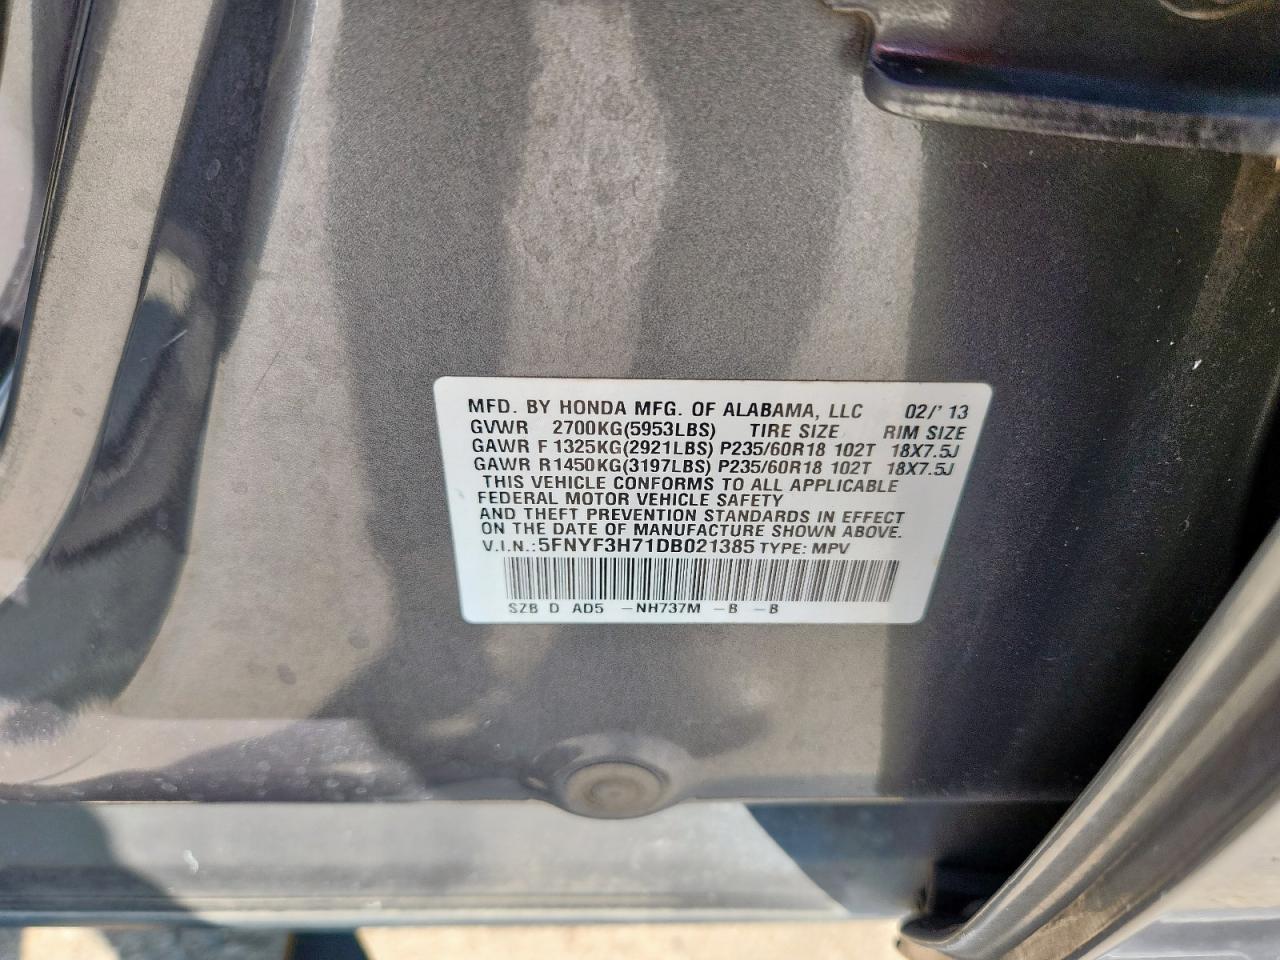 MFD. BY HONDA MFG. OF ALABAMA, LLC 02/'13
GVWR 2700KG(5953LBS) TIRE SIZE RIM SIZE
GAWR F 1325KG(2921LBS) P235/60R18 102T 18X7.5J
GAWR R1450KG(3197LBS) P235/60R18 102T 18X7.5J
THIS VEHICLE CONFORMS TO ALL APPLICABLE
FEDERAL MOTOR VEHICLE SAFETY
AND THEFT PREVENTION STANDARDS IN EFFECT
ON THE DATE OF MANUFACTURE SHOWN ABOVE.
V.I.N.:5FNYF3H71DB021385 TYPE: MPV
SZB D AD5 -NH737M -B -B